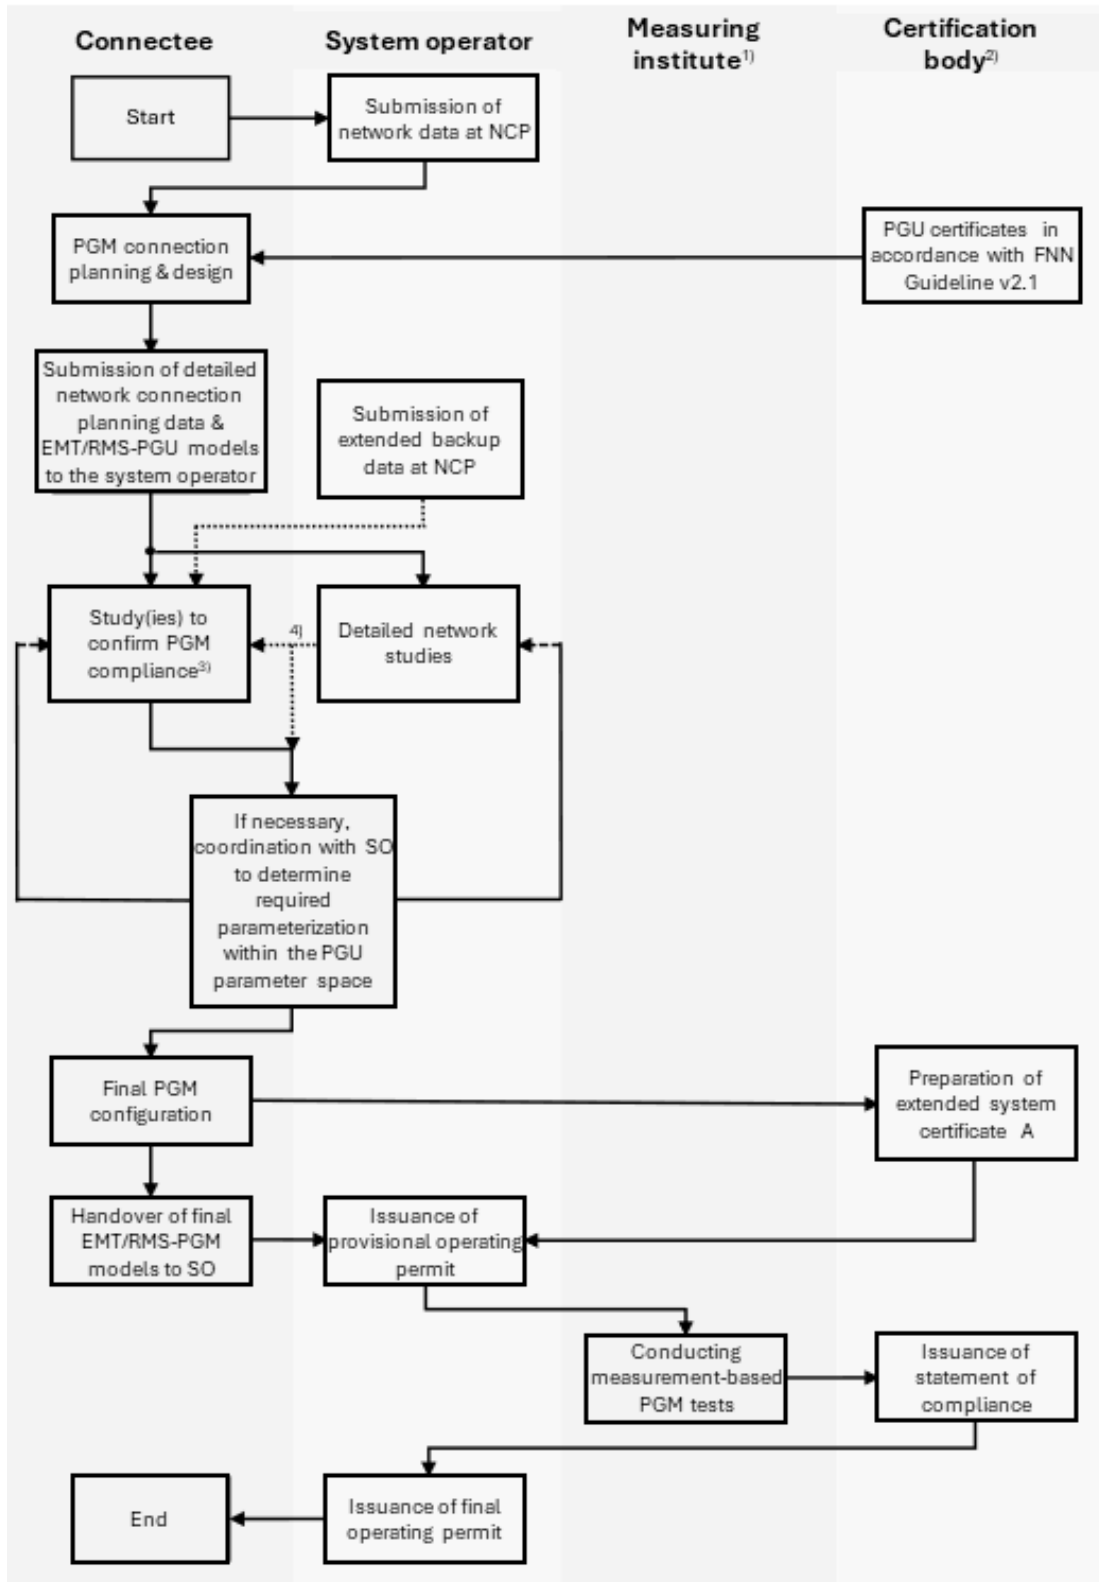 Connectee
System operator
Measuring
institute1)
Certification
body2)
Start
Submission of
network data at NCP
PGM connection
planning & design
PGU certificates in
accordance with FNN
Guideline v2.1
Submission of detailed
network connection
planning data &
EMT/RMS-PGU models
to the system operator
Submission of
extended backup
data at NCP
Study(ies) to
confirm PGM
compliance3)
4)
Detailed network
studies
If necessary,
coordination with SO
to determine
required
parameterization
within the PGU
parameter space
Final PGM
configuration
Preparation of
extended system
certificate A
Handover of final
EMT/RMS-PGM
models to SO
Issuance of
provisional operating
permit
Conducting
measurement-based
PGM tests
Issuance of
statement of
compliance
End
Issuance of final
operating permit